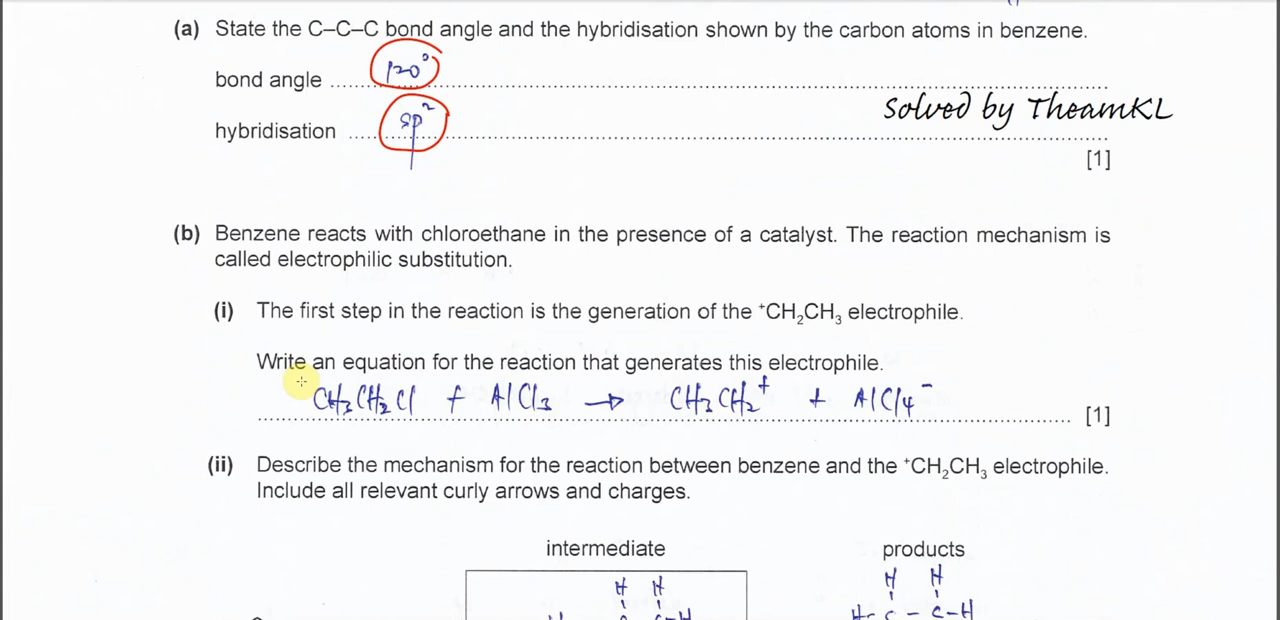 (a) State the C–C–C bond angle and the hybridisation shown by the carbon atoms in benzene.
bond angle 120°
Solved by TheamKL
hybridisation sp²
[1]
(b) Benzene reacts with chloroethane in the presence of a catalyst. The reaction mechanism is
called electrophilic substitution.
(i) The first step in the reaction is the generation of the ⁺CH₂CH₃ electrophile.
Write an equation for the reaction that generates this electrophile.
CH₃CH₂Cl + AlCl₃ → CH₃CH₂⁺ + AlCl₄⁻ [1]
(ii) Describe the mechanism for the reaction between benzene and the ⁺CH₂CH₃ electrophile.
Include all relevant curly arrows and charges.
intermediate products
H H H H
H – C – C – H